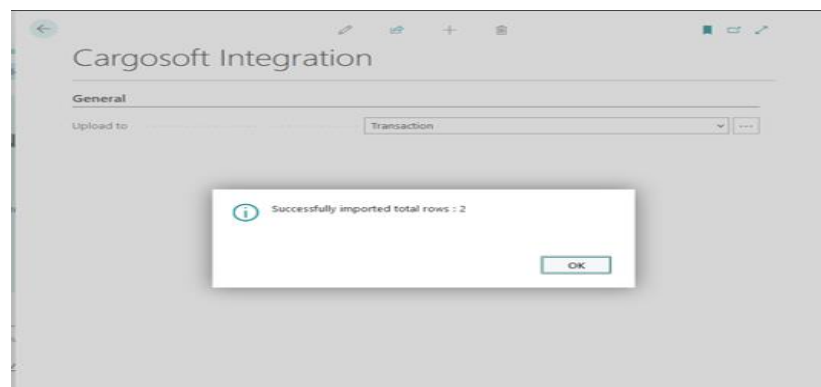 Cargosoft Integration
General
Upload to
Transaction
Successfully imported total rows : 2
OK